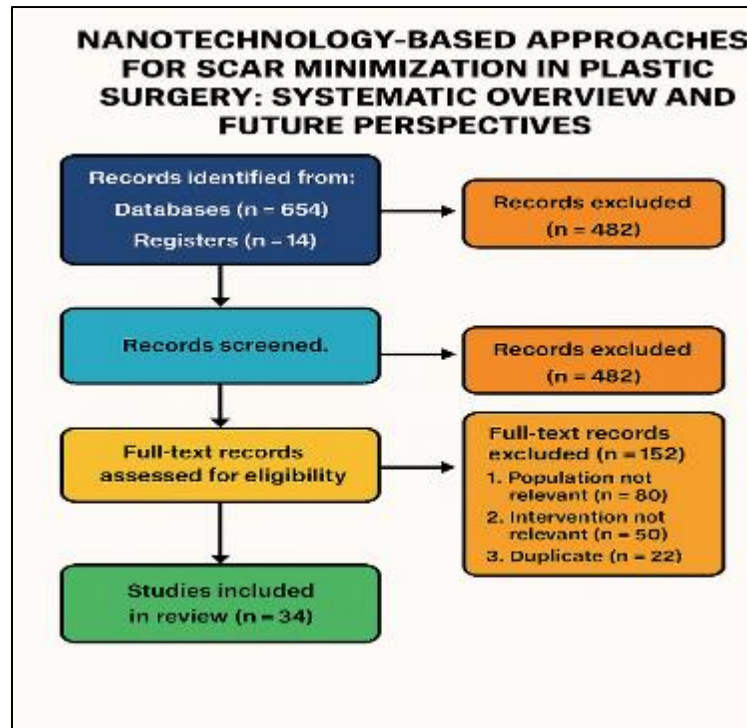 NANOTECHNOLOGY-BASED APPROACHES
FOR SCAR MINIMIZATION IN PLASTIC
SURGERY: SYSTEMATIC OVERVIEW AND
FUTURE PERSPECTIVES
Records identified from:
Databases (n = 654)
Registers (n – 14)
Records excluded
(n = 482)
Records screened.
Records excluded
(n = 482)
Full-text records
assessed for eligibility
Full-text records
excluded (n = 152)
1. Population not
relevant (n = 80)
2. Intervention not
relevant (n = 50)
3. Duplicate (n = 22)
Studies included
in review (n = 34)